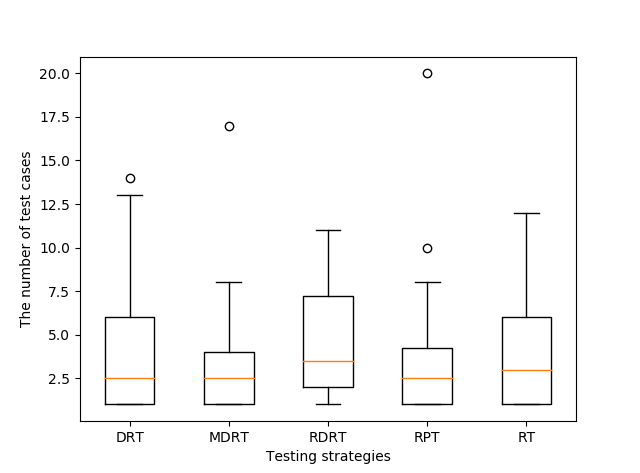 20.0
17.5
15.0
12.5
10.0
7.5
5.0
2.5
The number of test cases
DRT MDRT RDRT RPT RT
Testing strategies